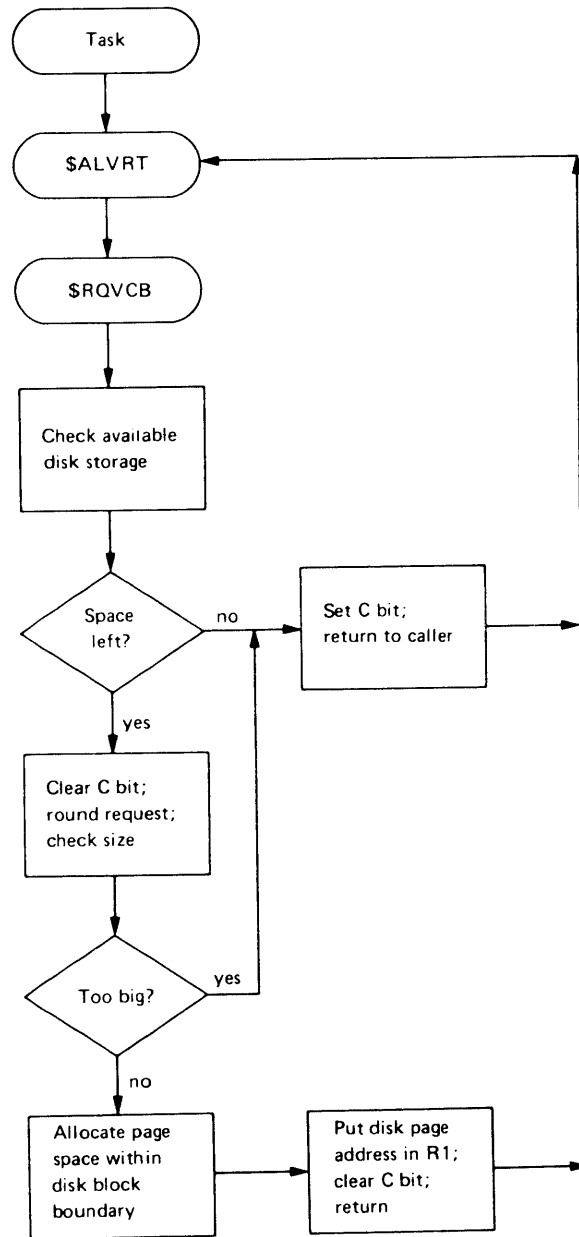 Task
$ALVRT
$RQVCB
Check available
disk storage
Space
left?
no
Set C bit;
return to caller
yes
Clear C bit;
round request;
check size
Too big?
yes
no
Allocate page
space within
disk block
boundary
Put disk page
address in R1;
clear C bit;
return